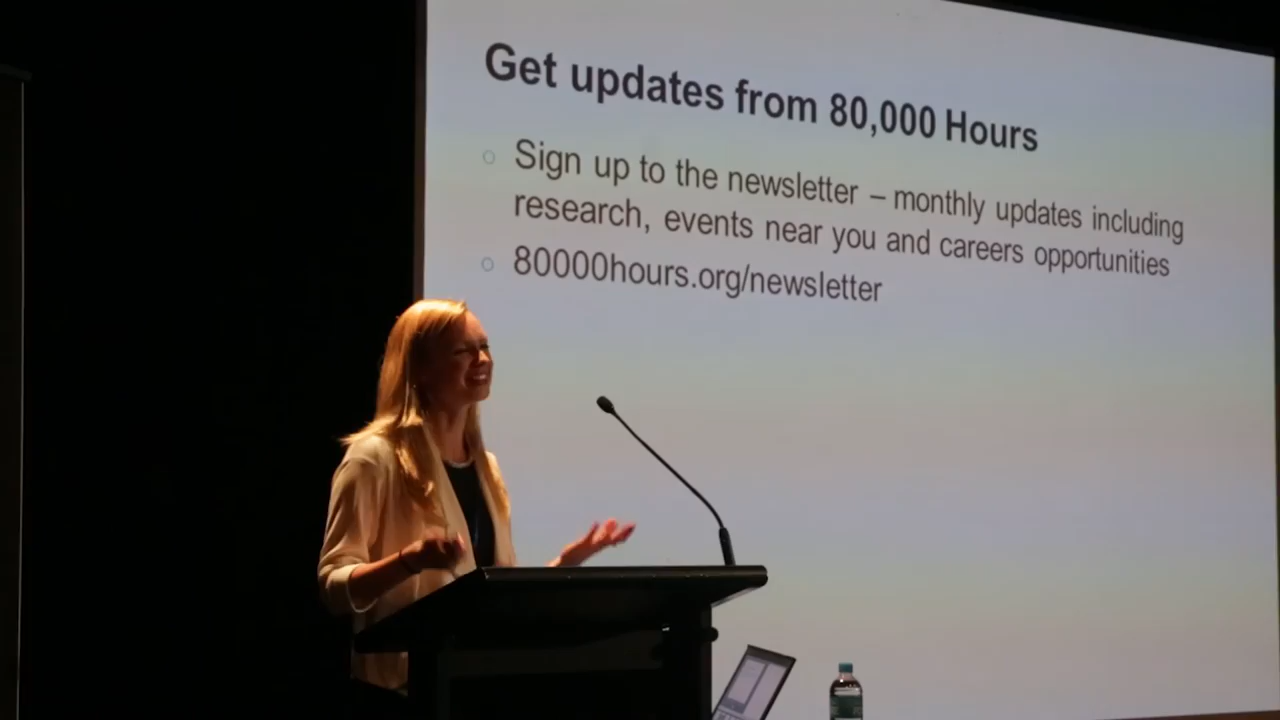 Get updates from 80,000 Hours
Sign up to the newsletter – monthly updates including
research, events near you and careers opportunities
80000hours.org/newsletter